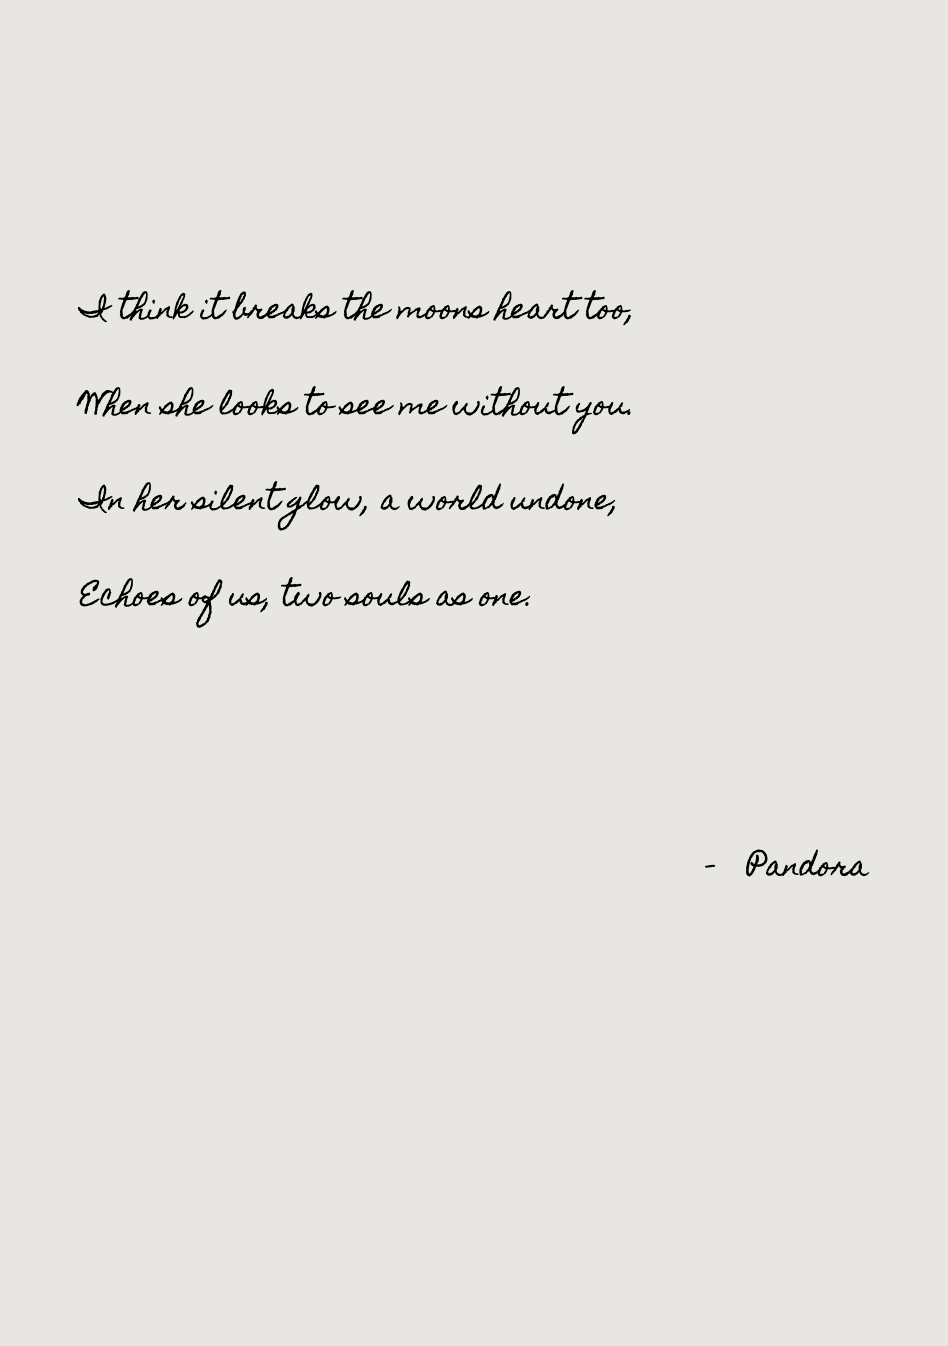 I think it breaks the moons heart too,
When she looks to see me without you.
In her silent glow, a world undone,
Echoes of us, two souls as one.
- Pandora